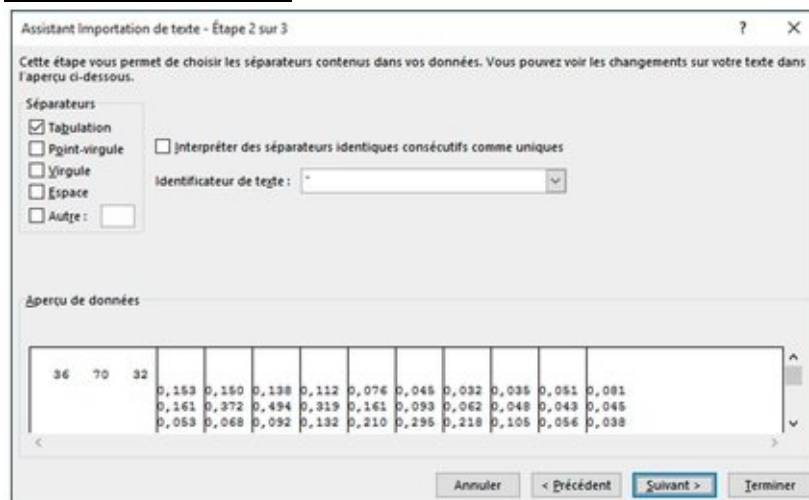 Assistant Importation de texte - Étape 2 sur 3 ? ×
Cette étape vous permet de choisir les séparateurs contenus dans vos données. Vous pouvez voir les changements sur votre texte dans
l'aperçu ci-dessous.
Séparateurs
Tabulation
Point-virgule
Virgule
Espace
Autre :
Interpréter des séparateurs identiques consécutifs comme uniques
Identificateur de texte : "
Aperçu de données
36 70 32
0,153 0,150 0,138 0,112 0,076 0,045 0,032 0,035 0,051 0,081
0,161 0,372 0,494 0,319 0,161 0,093 0,062 0,048 0,043 0,045
0,053 0,068 0,092 0,132 0,210 0,295 0,218 0,105 0,056 0,038
Annuler < Précédent Suivant > Terminer